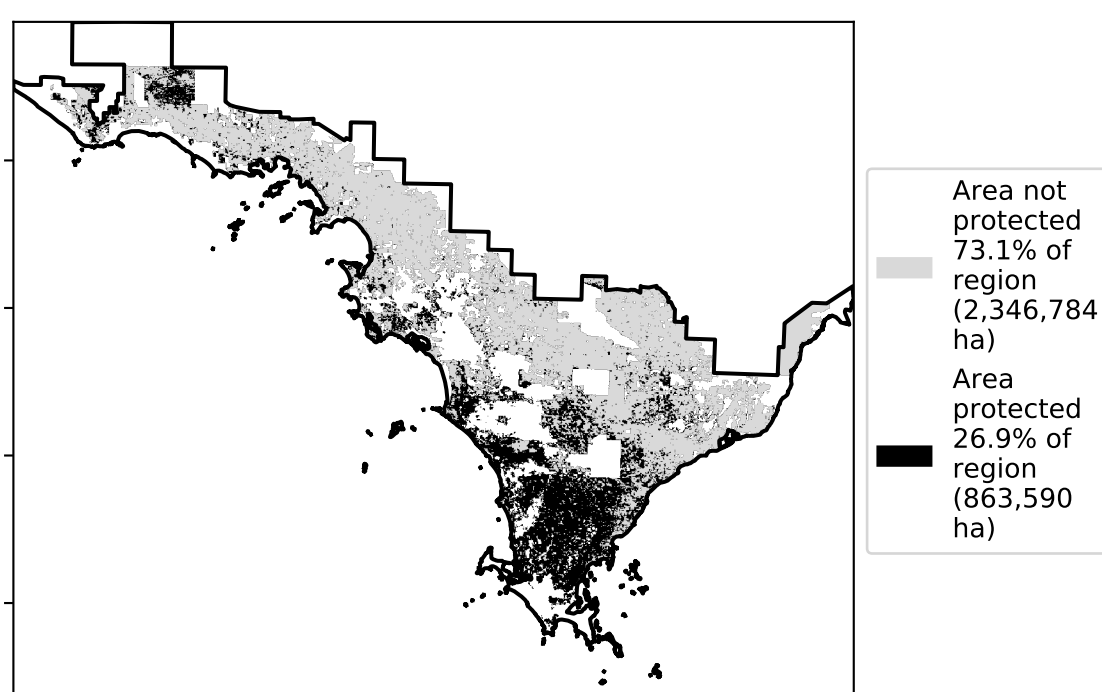 Area not
protected
73.1% of
region
(2,346,784
ha)
Area
protected
26.9% of
region
(863,590
ha)